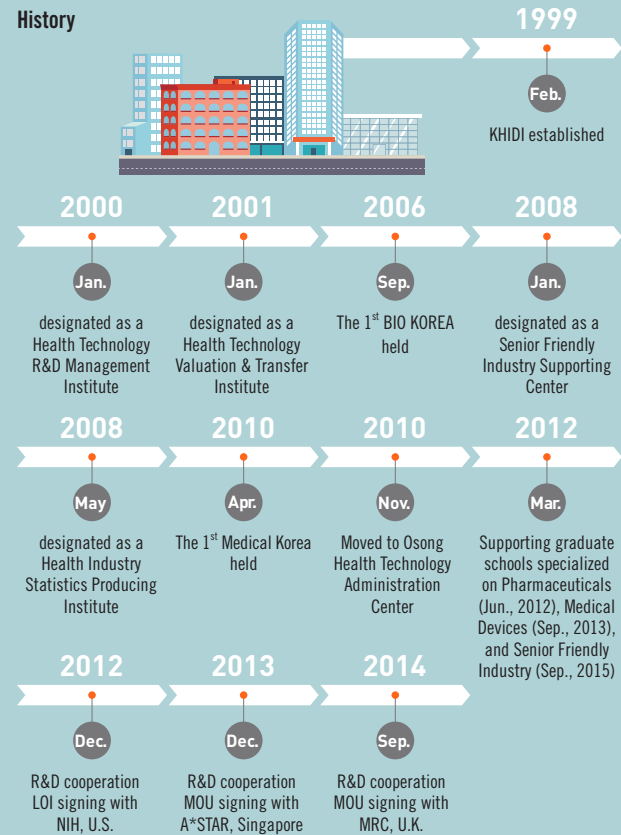 History
1999
Feb.
KHIDI established
2000
Jan.
designated as a
Health Technology
R&D Management
Institute
2001
Jan.
designated as a
Health Technology
Valuation & Transfer
Institute
2006
Sep.
The 1st BIO KOREA
held
2008
Jan.
designated as a
Senior Friendly
Industry Supporting
Center
2008
May
designated as a
Health Industry
Statistics Producing
Institute
2010
Apr.
The 1st Medical Korea
held
2010
Nov.
Moved to Osong
Health Technology
Administration
Center
2012
Mar.
Supporting graduate
schools specialized
on Pharmaceuticals
(Jun., 2012), Medical
Devices (Sep., 2013),
and Senior Friendly
Industry (Sep., 2015)
2012
Dec.
R&D cooperation
LOI signing with
NIH, U.S.
2013
Dec.
R&D cooperation
MOU signing with
A*STAR, Singapore
2014
Sep.
R&D cooperation
MOU signing with
MRC, U.K.